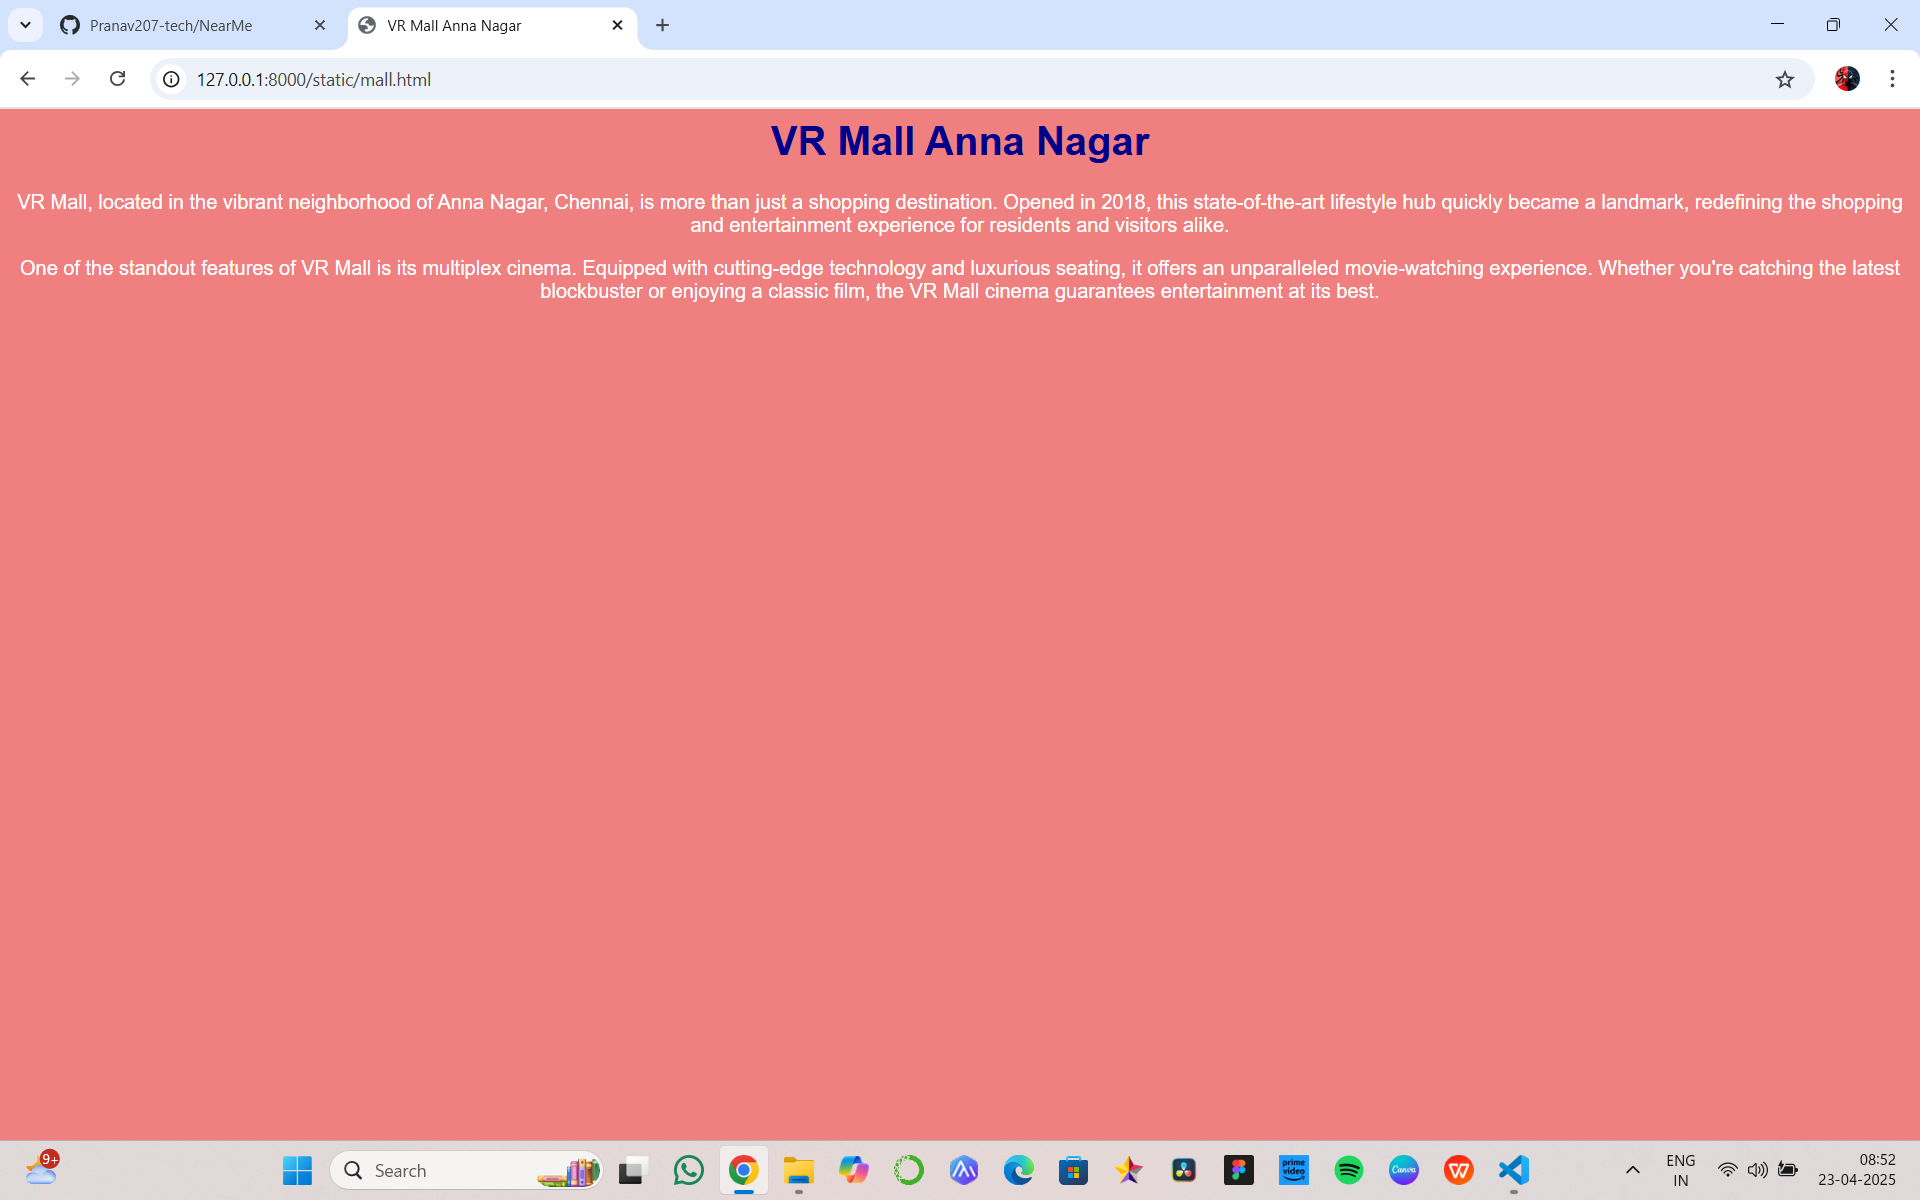 Pranav207-tech/NearMe
VR Mall Anna Nagar
127.0.0.1:8000/static/mall.html
VR Mall Anna Nagar
VR Mall, located in the vibrant neighborhood of Anna Nagar, Chennai, is more than just a shopping destination. Opened in 2018, this state-of-the-art lifestyle hub quickly became a landmark, redefining the shopping
and entertainment experience for residents and visitors alike.
One of the standout features of VR Mall is its multiplex cinema. Equipped with cutting-edge technology and luxurious seating, it offers an unparalleled movie-watching experience. Whether you're catching the latest
blockbuster or enjoying a classic film, the VR Mall cinema guarantees entertainment at its best.
9+
Search
prime video
Canva
ENG
IN
08:52
23-04-2025